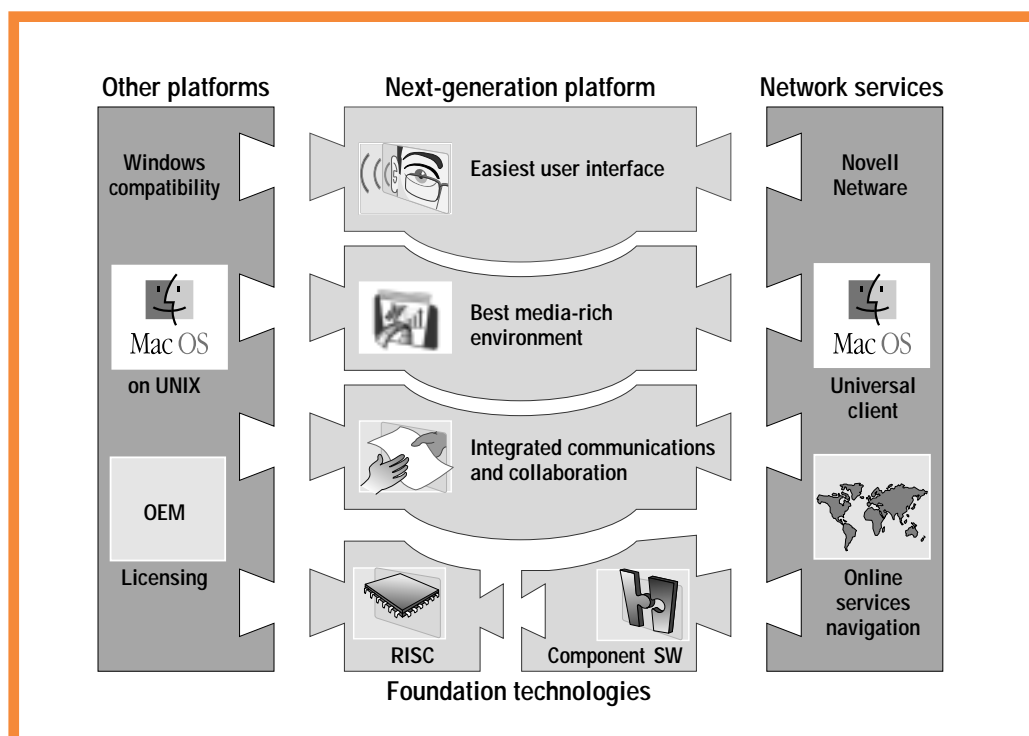 Other platforms
Windows
compatibility
Mac OS
on UNIX
OEM
Licensing
Next-generation platform
Easiest user interface
Best media-rich
environment
Integrated communications
and collaboration
RISC
Component SW
Foundation technologies
Network services
Novell
Netware
Mac OS
Universal
client
Online
services
navigation